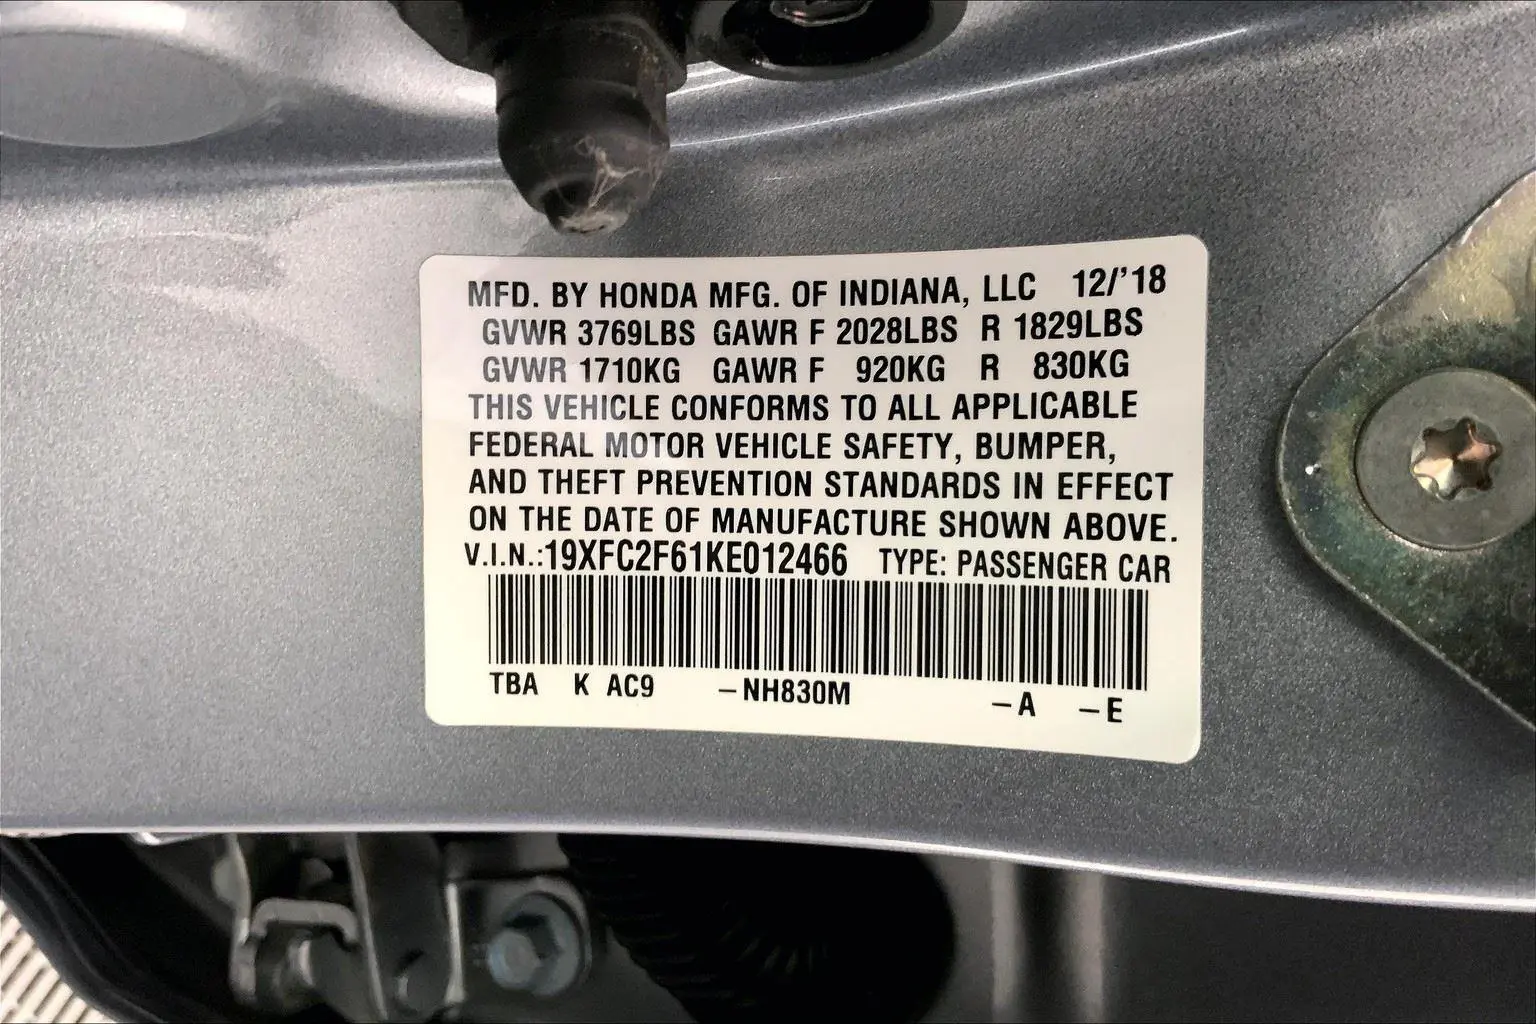 MFD. BY HONDA MFG. OF INDIANA, LLC 12/'18
GVWR 3769LBS GAWR F 2028LBS R 1829LBS
GVWR 1710KG GAWR F 920KG R 830KG
THIS VEHICLE CONFORMS TO ALL APPLICABLE
FEDERAL MOTOR VEHICLE SAFETY, BUMPER,
AND THEFT PREVENTION STANDARDS IN EFFECT
ON THE DATE OF MANUFACTURE SHOWN ABOVE.
V.I.N.:19XFC2F61KE012466 TYPE: PASSENGER CAR
TBA K AC9 –NH830M –A –E